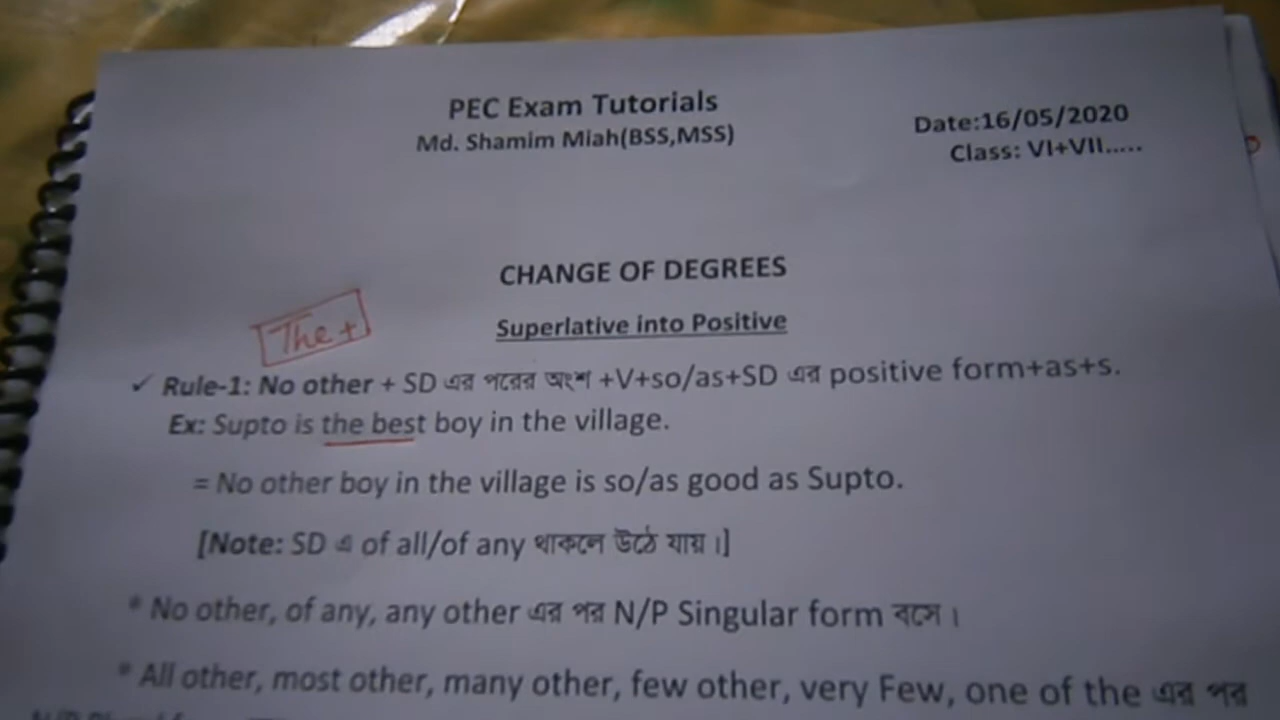 PEC Exam Tutorials
Md. Shamim Miah(BSS,MSS)
Date:16/05/2020
Class: VI+VII.....
CHANGE OF DEGREES
The +
Superlative into Positive
✓ Rule-1: No other + SD এর পরের অংশ +V+so/as+SD এর positive form+as+s.
Ex: Supto is the best boy in the village.
= No other boy in the village is so/as good as Supto.
[Note: SD এ of all/of any থাকলে উঠে যায়।]
* No other, of any, any other এর পর N/P Singular form বসে।
* All other, most other, many other, few other, very Few, one of the এর পর